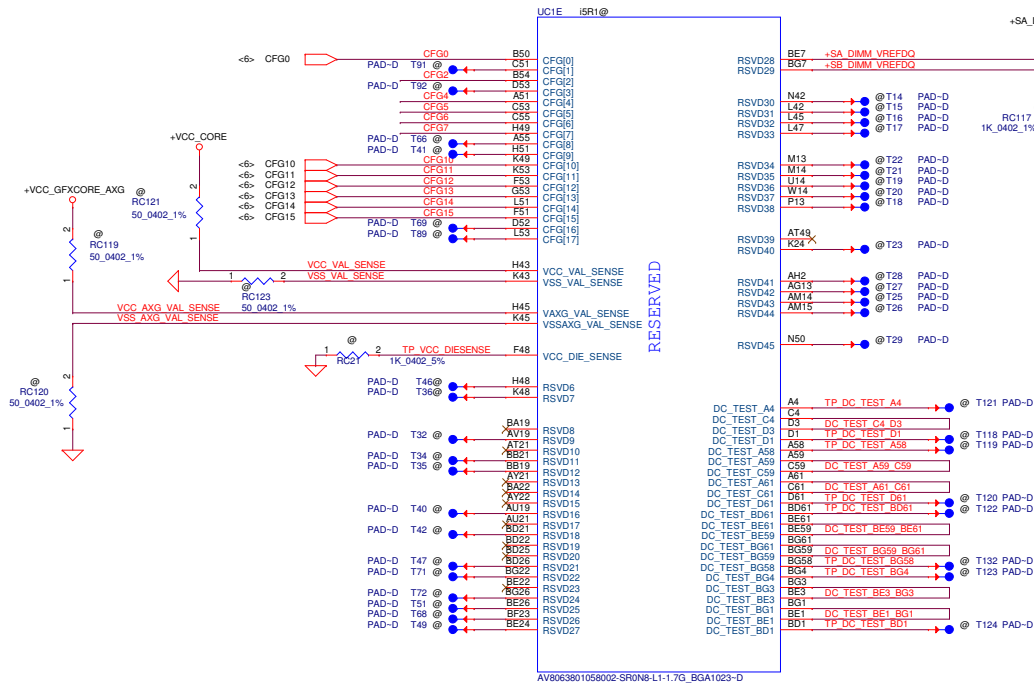 UC1E i5R1@
+SA_D
<6> CFG0 CFG0 B50 CFG[0]
PAD~D T91 @ C51 CFG[1]
CFG2 B54 CFG[2]
PAD~D T92 @ D53 CFG[3]
CFG4 A51 CFG[4]
CFG5 C53 CFG[5]
CFG6 C55 CFG[6]
CFG7 H49 CFG[7]
PAD~D T66 @ A55 CFG[8]
PAD~D T41 @ H51 CFG[9]
<6> CFG10 CFG10 K49 CFG[10]
<6> CFG11 CFG11 K53 CFG[11]
<6> CFG12 CFG12 F53 CFG[12]
<6> CFG13 CFG13 G53 CFG[13]
<6> CFG14 CFG14 L51 CFG[14]
<6> CFG15 CFG15 F51 CFG[15]
PAD~D T69 @ D52 CFG[16]
PAD~D T89 @ L53 CFG[17]
+VCC_CORE
2
@
RC121
50_0402_1%
1
+VCC_GFXCORE_AXG
2
@
RC119
50_0402_1%
1
VCC_VAL_SENSE H43 VCC_VAL_SENSE
1 2 VSS_VAL_SENSE K43 VSS_VAL_SENSE
@
RC123
50_0402_1%
VCC_AXG_VAL_SENSE H45 VAXG_VAL_SENSE
VSS_AXG_VAL_SENSE K45 VSSAXG_VAL_SENSE
@
1 2 TP_VCC_DIESENSE F48 VCC_DIE_SENSE
RC21 1K_0402_5%
2
@
RC120
50_0402_1%
1
PAD~D T46@ H48 RSVD6
PAD~D T36@ K48 RSVD7
BA19 RSVD8
PAD~D T32 @ AV19 RSVD9
AT21 RSVD10
PAD~D T34 @ BB21 RSVD11
PAD~D T35 @ BB19 RSVD12
AY21 RSVD13
BA22 RSVD14
AY22 RSVD15
PAD~D T40 @ AU19 RSVD16
AU21 RSVD17
PAD~D T42 @ BD21 RSVD18
BD22 RSVD19
BD25 RSVD20
PAD~D T47 @ BD26 RSVD21
PAD~D T71 @ BG22 RSVD22
BE22 RSVD23
PAD~D T72 @ BG26 RSVD24
PAD~D T51 @ BE26 RSVD25
PAD~D T68 @ BF23 RSVD26
PAD~D T49 @ BE24 RSVD27
RESERVED
RSVD28 BE7 +SA_DIMM_VREFDQ
RSVD29 BG7 +SB_DIMM_VREFDQ
RSVD30 N42 @T14 PAD~D
RSVD31 L42 @T15 PAD~D
RSVD32 L45 @T16 PAD~D
RSVD33 L47 @T17 PAD~D
RC117
1K_0402_1%
RSVD34 M13 @T22 PAD~D
RSVD35 M14 @T21 PAD~D
RSVD36 U14 @T19 PAD~D
RSVD37 W14 @T20 PAD~D
RSVD38 P13 @T18 PAD~D
RSVD39 AT49
RSVD40 K24 @T23 PAD~D
RSVD41 AH2 @T28 PAD~D
RSVD42 AG13 @T27 PAD~D
RSVD43 AM14 @T25 PAD~D
RSVD44 AM15 @T26 PAD~D
RSVD45 N50 @T29 PAD~D
DC_TEST_A4 A4 TP_DC_TEST_A4 @ T121 PAD~D
DC_TEST_C4 C4
DC_TEST_D3 D3 DC_TEST_C4_D3
DC_TEST_D1 D1 TP_DC_TEST_D1 @ T118 PAD~D
DC_TEST_A58 A58 TP_DC_TEST_A58 @ T119 PAD~D
DC_TEST_A59 A59
DC_TEST_C59 C59 DC_TEST_A59_C59
DC_TEST_A61 A61
DC_TEST_C61 C61 DC_TEST_A61_C61
DC_TEST_D61 D61 TP_DC_TEST_D61 @ T120 PAD~D
DC_TEST_BD61 BD61 TP_DC_TEST_BD61 @ T122 PAD~D
DC_TEST_BE61 BE61
DC_TEST_BE59 BE59 DC_TEST_BE59_BE61
DC_TEST_BG61 BG61
DC_TEST_BG59 BG59 DC_TEST_BG59_BG61
DC_TEST_BG58 BG58 TP_DC_TEST_BG58 @ T132 PAD~D
DC_TEST_BG4 BG4 TP_DC_TEST_BG4 @ T123 PAD~D
DC_TEST_BG3 BG3
DC_TEST_BE3 BE3 DC_TEST_BE3_BG3
DC_TEST_BG1 BG1
DC_TEST_BE1 BE1 DC_TEST_BE1_BG1
DC_TEST_BD1 BD1 TP_DC_TEST_BD1 @ T124 PAD~D
AV8063801058002-SR0N8-L1-1.7G_BGA1023~D